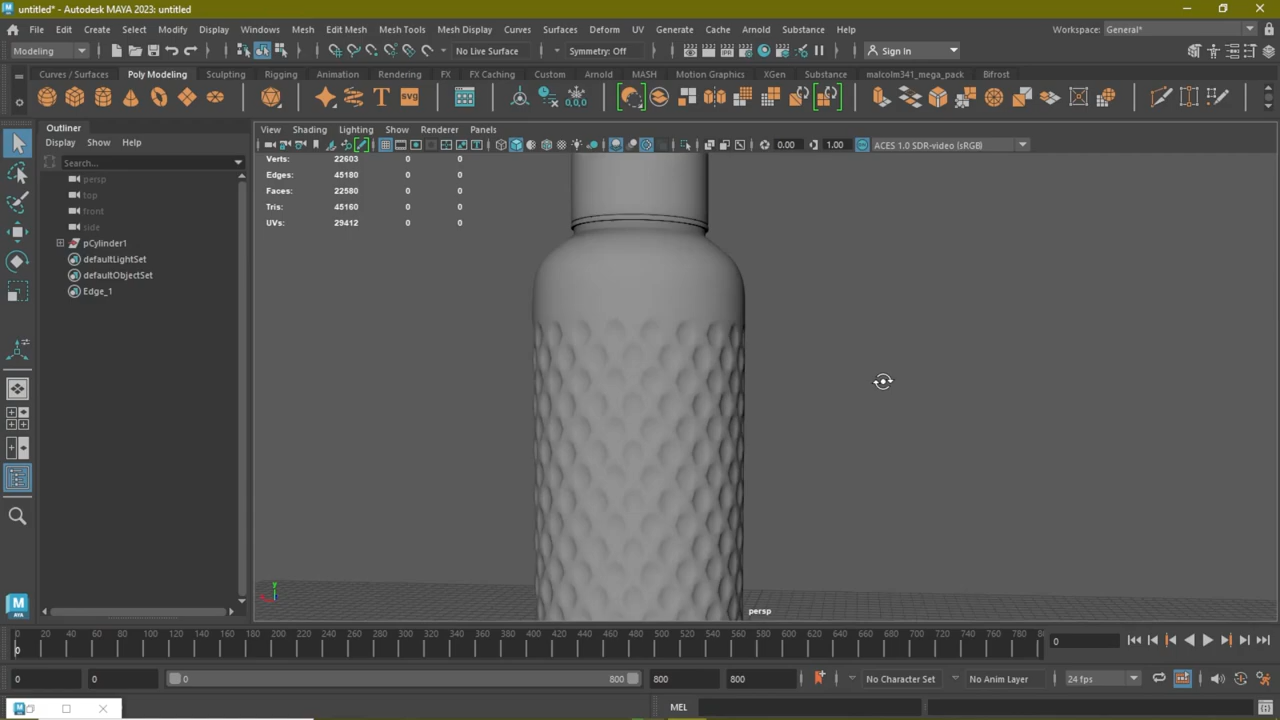 untitled* - Autodesk MAYA 2023: untitled
File Edit Create Select Modify Display Windows Mesh Edit Mesh Mesh Tools Mesh Display Curves Surfaces Deform UV Generate Cache Arnold Substance Help Workspace: General*
Modeling No Live Surface Symmetry: Off Sign In
Curves / Surfaces Poly Modeling Sculpting Rigging Animation Rendering FX FX Caching Custom Arnold MASH Motion Graphics XGen Substance malcolm341_mega_pack Bifrost
Outliner
Display Show Help
Search...
persp
top
front
side
pCylinder1
defaultLightSet
defaultObjectSet
Edge_1
View Shading Lighting Show Renderer Panels
0.00 1.00 ACES 1.0 SDR-video (sRGB)
Verts: 22603 0 0
Edges: 45180 0 0
Faces: 22580 0 0
Tris: 45160 0 0
UVs: 29412 0 0
persp
0 20 40 60 80 100 120 140 160 180 200 220 240 260 280 300 320 340 360 380 400 420 440 460 480 500 520 540 560 580 600 620 640 660 680 700 720 740 760 780 80
0 0
0 0 0 800 800 800 No Character Set No Anim Layer 24 fps
MEL